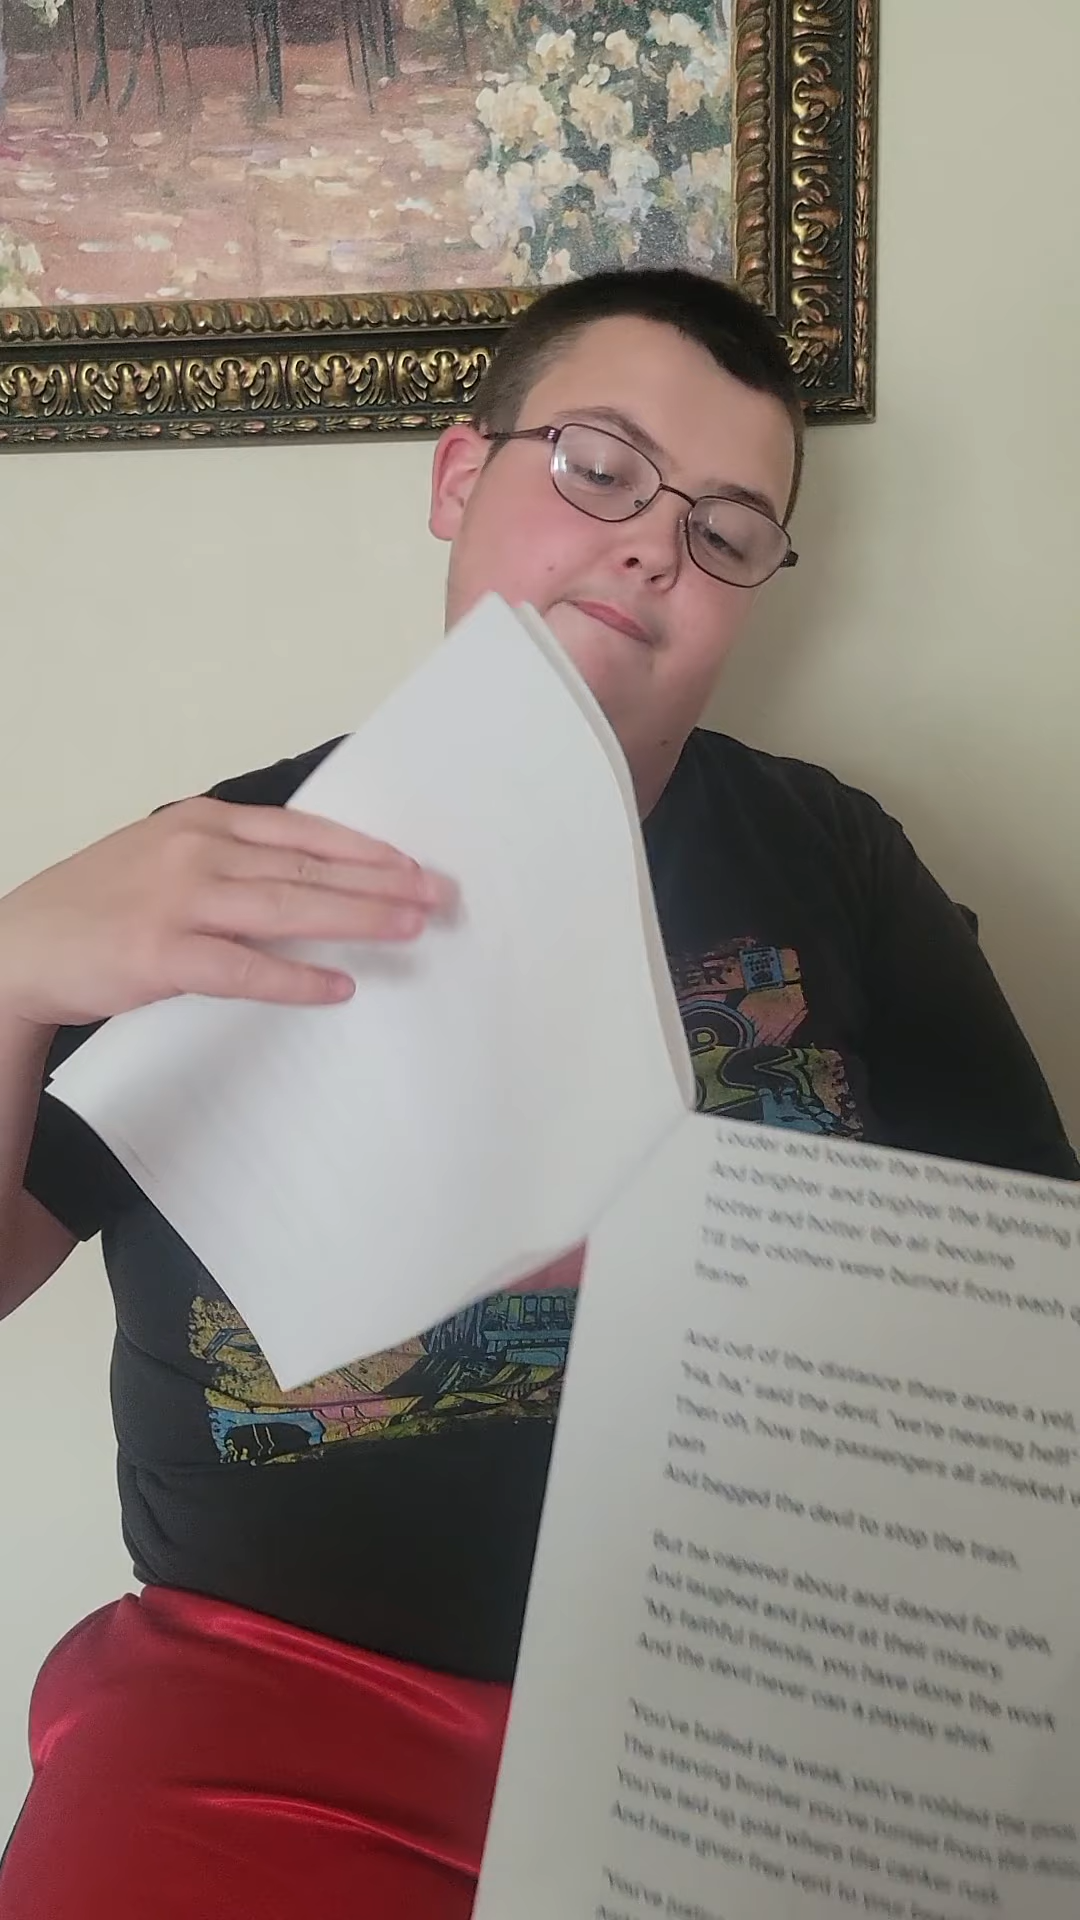 ER
Louder and louder the thunder crashed
And brighter and brighter the lightning
Hotter and hotter the air became
Till the clothes were burned from each
frame.
And out of the distance there arose a yell,
"Ha, ha," said the devil, "we're nearing hell!"
Then oh, how the passengers all shrieked
pain
And begged the devil to stop the train.
But he capered about and danced for glee,
And laughed and joked at their misery.
"My faithful friends, you have done the work
And the devil never can a payday shirk.
"You've bullied the weak, you've robbed the poor,
The starving brother you've turned from the
You've laid up gold where the canker rust,
And have given free vent to your
"You've